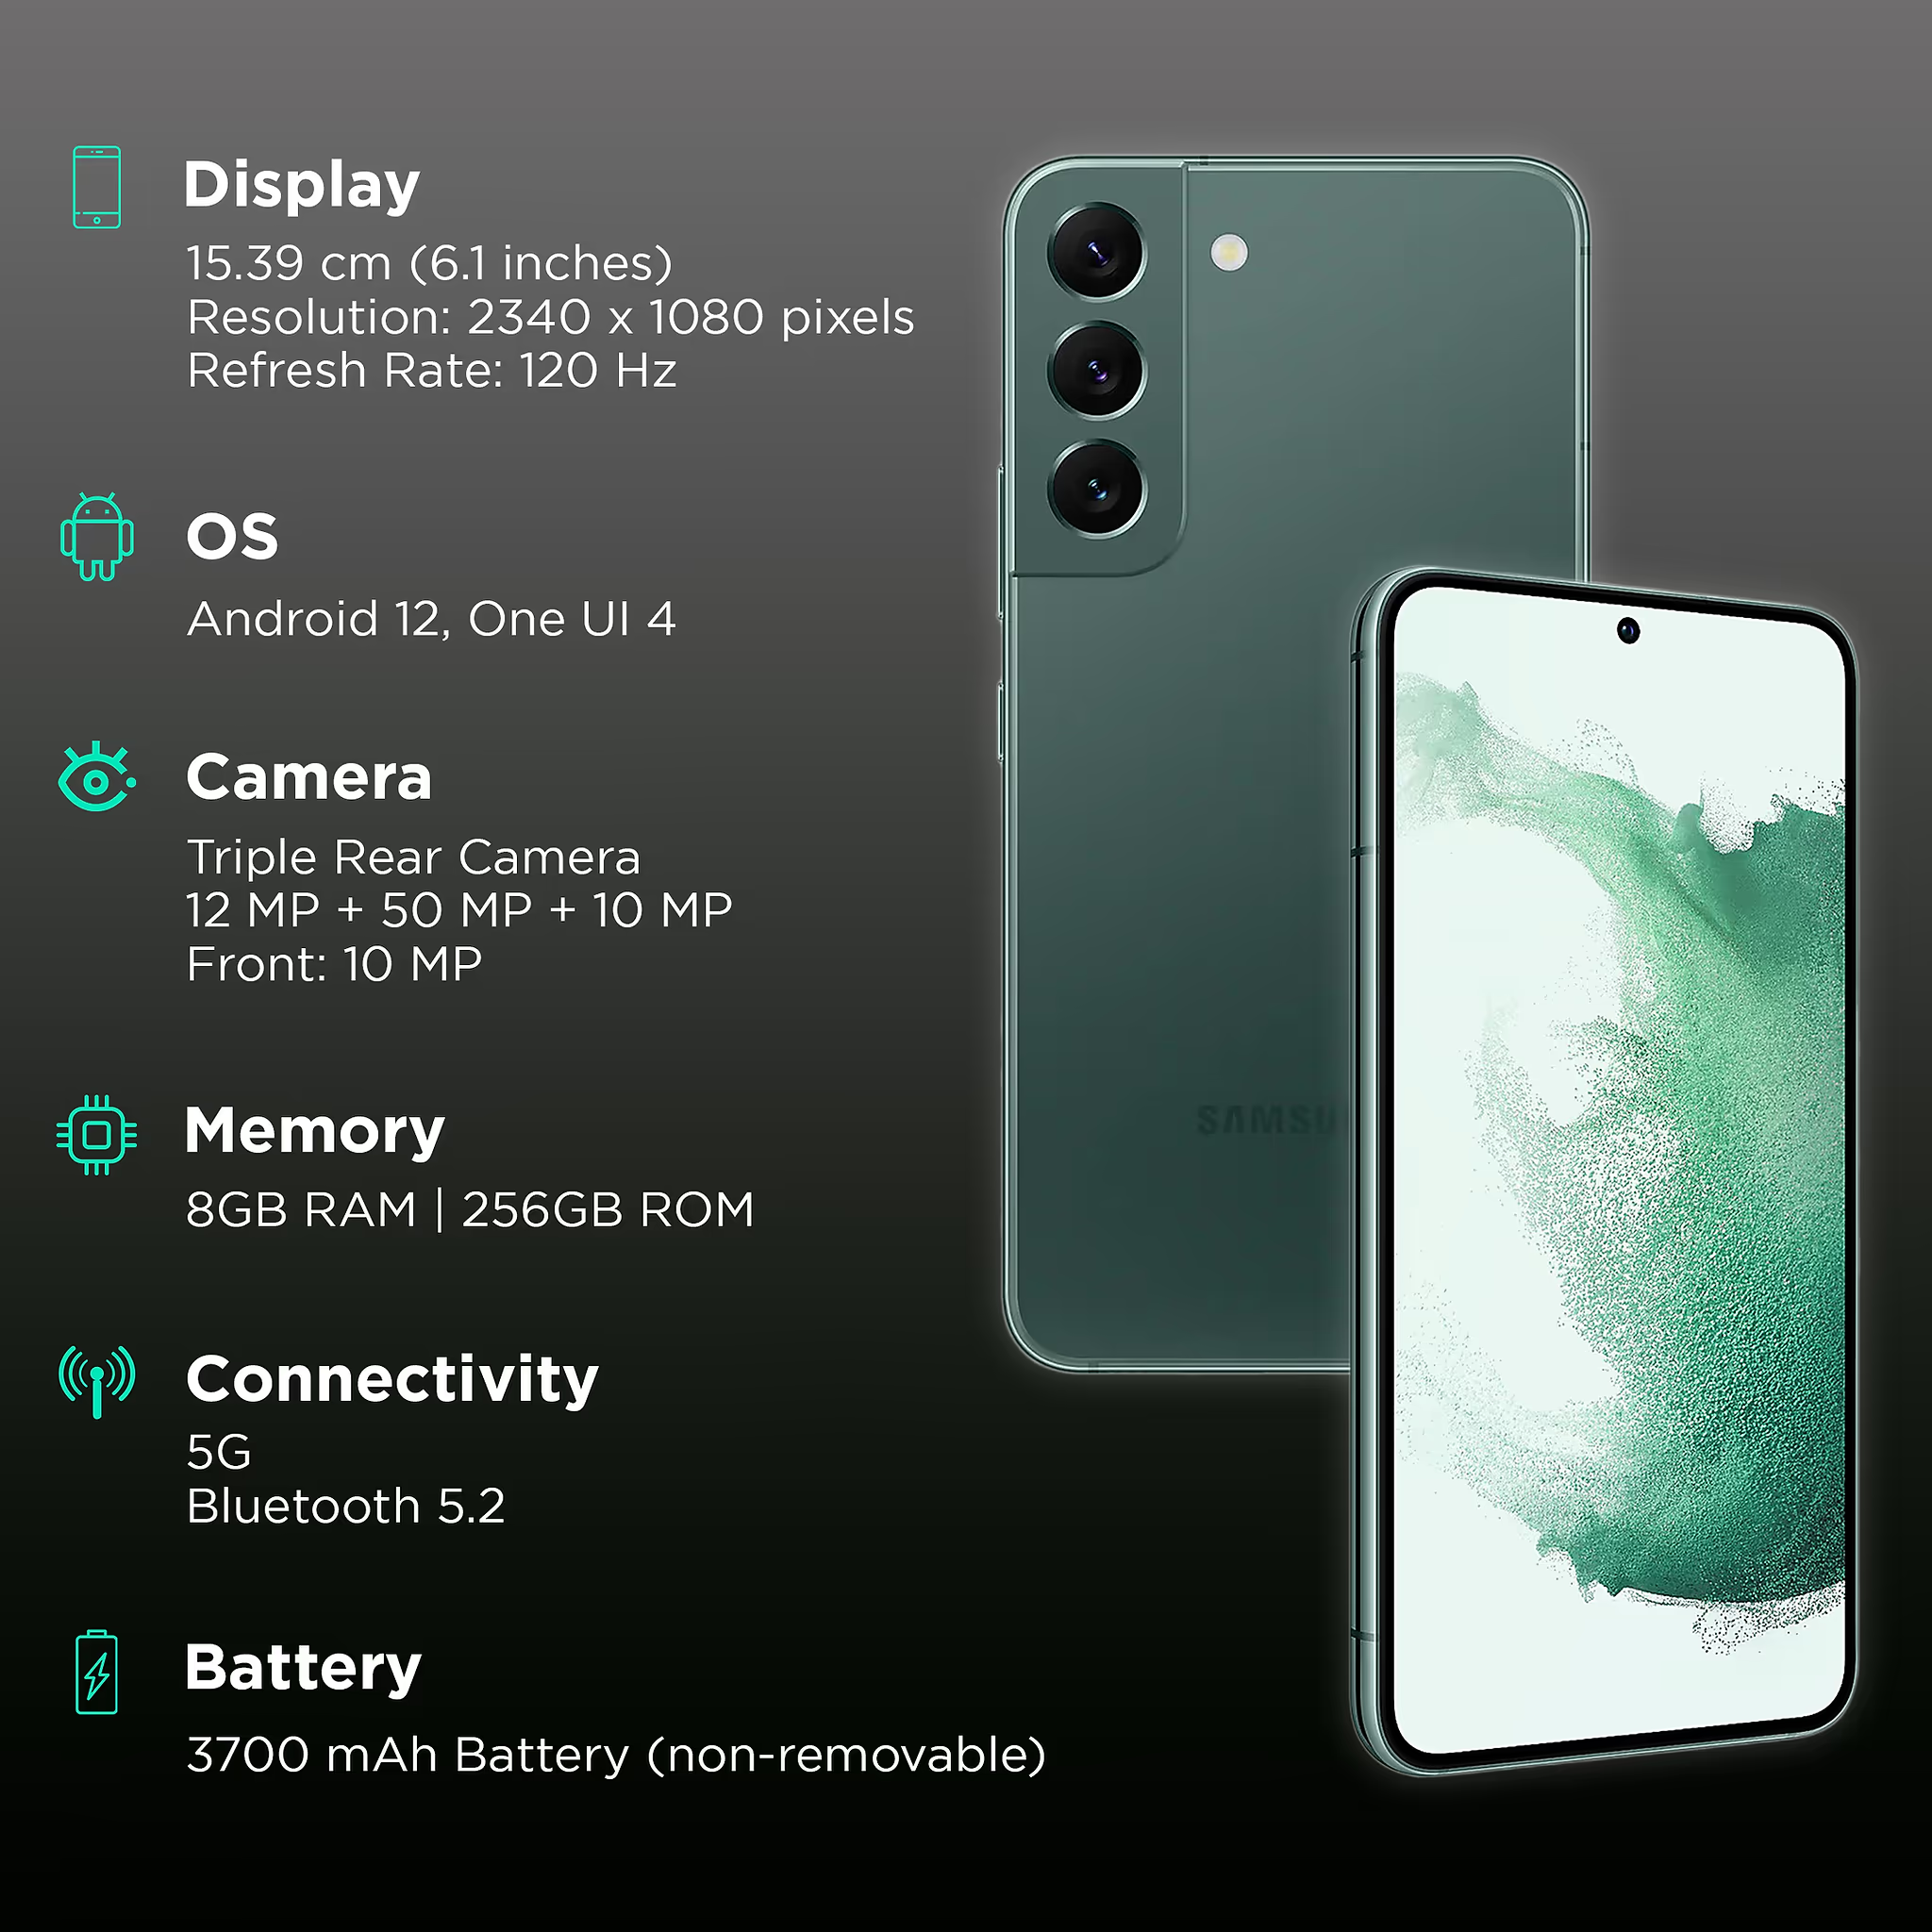 Display
15.39 cm (6.1 inches)
Resolution: 2340 x 1080 pixels
Refresh Rate: 120 Hz
OS
Android 12, One UI 4
Camera
Triple Rear Camera
12 MP + 50 MP + 10 MP
Front: 10 MP
Memory
8GB RAM | 256GB ROM
SAMSU
Connectivity
5G
Bluetooth 5.2
Battery
3700 mAh Battery (non-removable)